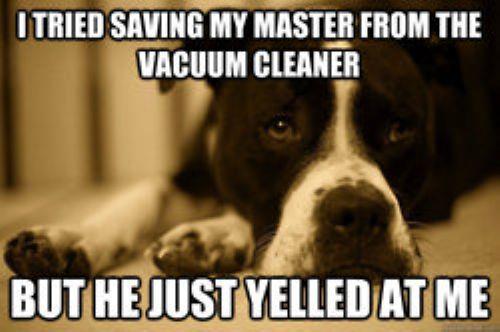 I TRIED SAVING MY MASTER FROM THE
VACUUM CLEANER
BUT HE JUST YELLED AT ME